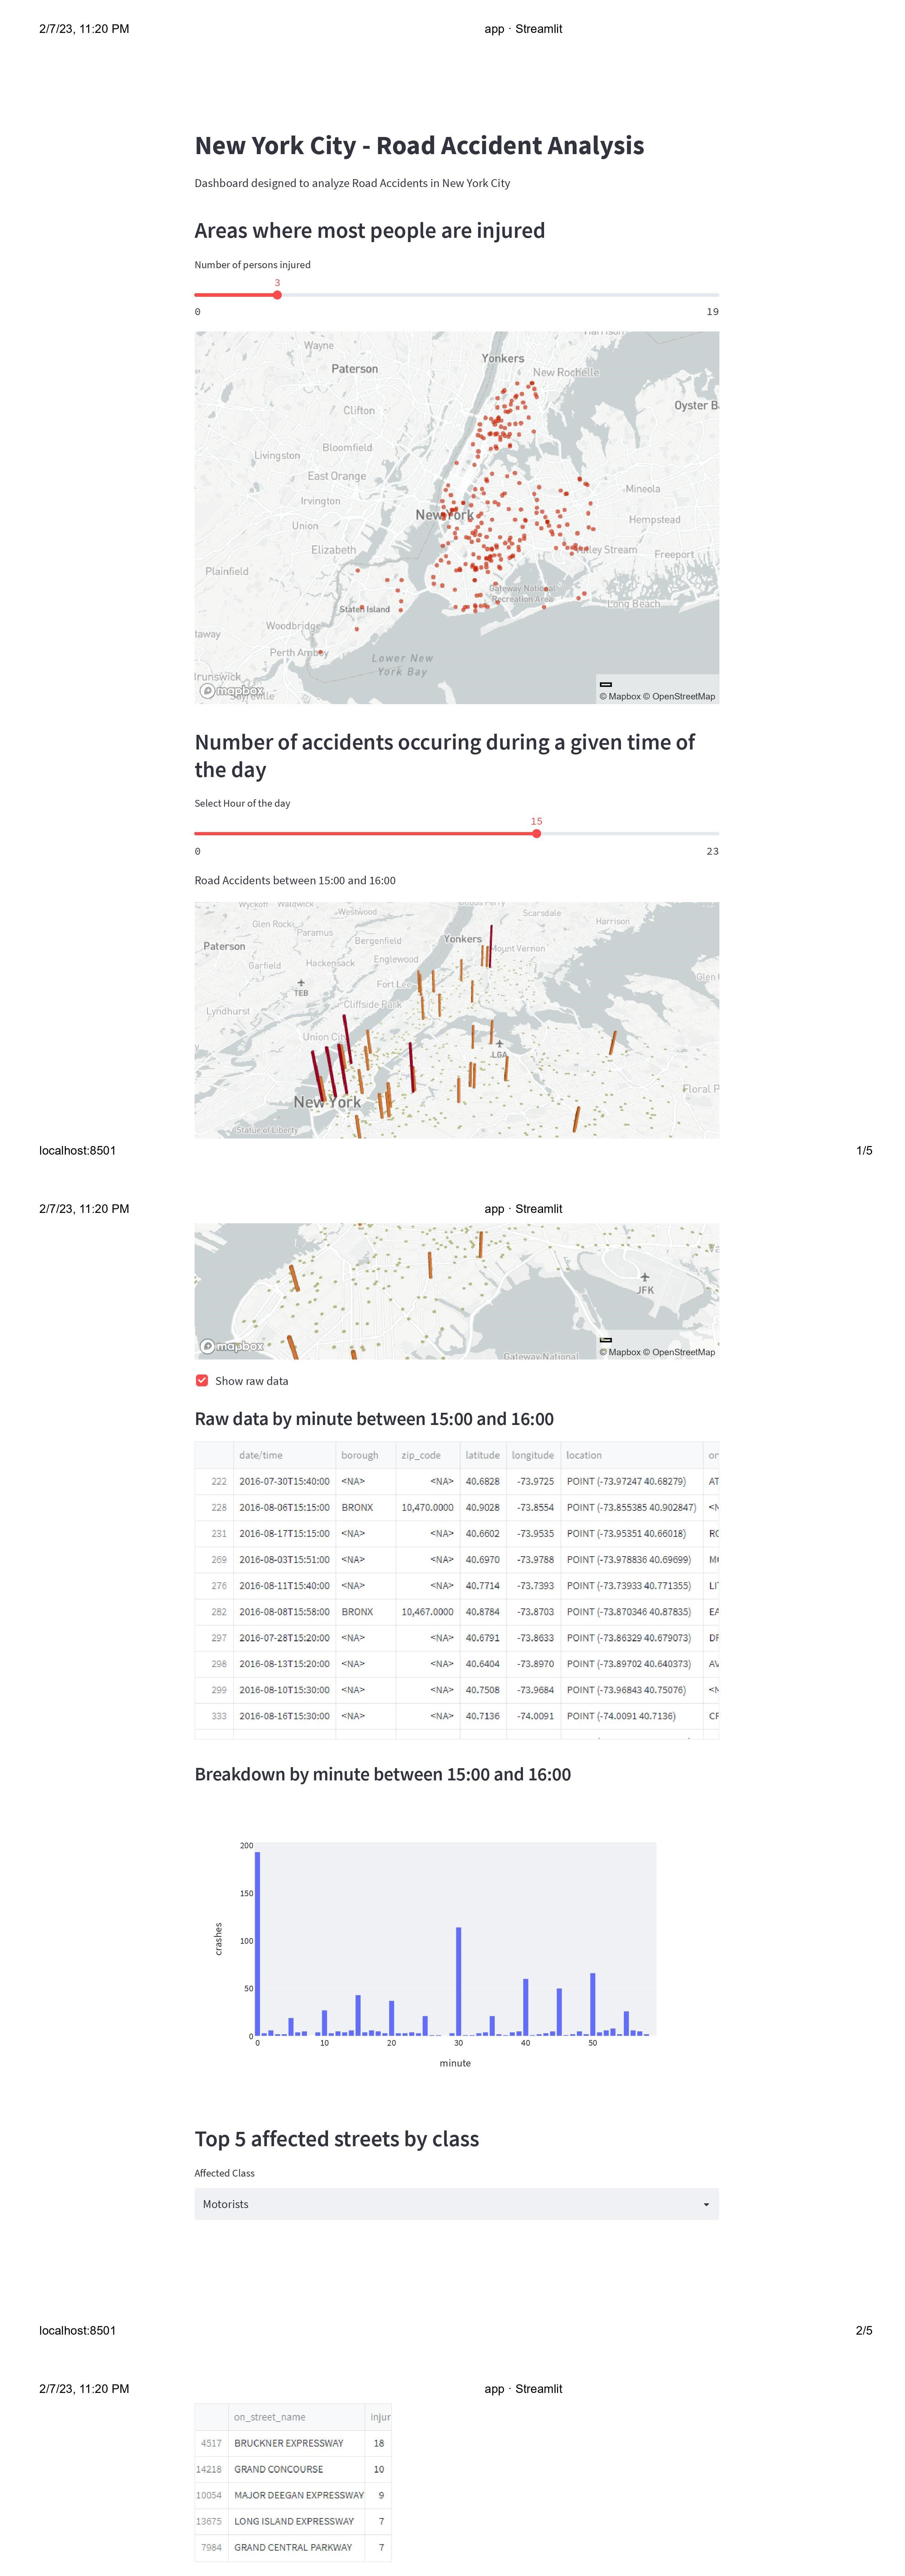 2/7/23, 11:20 PM
app · Streamlit
New York City - Road Accident Analysis
Dashboard designed to analyze Road Accidents in New York City
Areas where most people are injured
Number of persons injured
3
0 19
Wayne
Yonkers
Paterson
New Rochelle
Oyster B
Clifton
Livingston
Bloomfield
East Orange
Mineola
Irvington
New York
Hempstead
Union
Elizabeth
Valley Stream
Freeport
Plainfield
Gateway National
Recreation Area
Staten Island
Long Beach
Woodbridge
taway
Perth Amboy
Lower New
York Bay
runswick
mapbox
Sayreville
© Mapbox © OpenStreetMap
Number of accidents occuring during a given time of
the day
Select Hour of the day
15
0 23
Road Accidents between 15:00 and 16:00
Wyckoff
Waldwick
Dobbs Ferry
Westwood
Scarsdale
Glen Rock
Harrison
Paramus
Bergenfield
Yonkers
Paterson
Mount Vernon
Englewood
Garfield
Hackensack
Glen
Fort Lee
TEB
Cliffside Park
Lyndhurst
Union City
LGA
Floral P
New York
Statue of Liberty
localhost:8501
1/5
2/7/23, 11:20 PM
app · Streamlit
JFK
mapbox
Gateway National
© Mapbox © OpenStreetMap
Show raw data
Raw data by minute between 15:00 and 16:00
date/time borough zip_code latitude longitude location or
222 2016-07-30T15:40:00 <NA> <NA> 40.6828 -73.9725 POINT (-73.97247 40.68279) AT
228 2016-08-06T15:15:00 BRONX 10,470.0000 40.9028 -73.8554 POINT (-73.855385 40.902847) <N
231 2016-08-17T15:15:00 <NA> <NA> 40.6602 -73.9535 POINT (-73.95351 40.66018) RO
269 2016-08-03T15:51:00 <NA> <NA> 40.6970 -73.9788 POINT (-73.978836 40.69699) MO
276 2016-08-11T15:40:00 <NA> <NA> 40.7714 -73.7393 POINT (-73.73933 40.771355) LI
282 2016-08-08T15:58:00 BRONX 10,467.0000 40.8784 -73.8703 POINT (-73.870346 40.87835) EA
297 2016-07-28T15:20:00 <NA> <NA> 40.6791 -73.8633 POINT (-73.86329 40.679073) DF
298 2016-08-13T15:20:00 <NA> <NA> 40.6404 -73.8970 POINT (-73.89702 40.640373) AV
299 2016-08-10T15:30:00 <NA> <NA> 40.7508 -73.9684 POINT (-73.96843 40.75076) <N
333 2016-08-16T15:30:00 <NA> <NA> 40.7136 -74.0091 POINT (-74.0091 40.7136) CF
Breakdown by minute between 15:00 and 16:00
200
150
100
50
0
crashes
0 10 20 30 40 50
minute
Top 5 affected streets by class
Affected Class
Motorists
localhost:8501
2/5
2/7/23, 11:20 PM
app · Streamlit
on_street_name injur
4517 BRUCKNER EXPRESSWAY 18
14218 GRAND CONCOURSE 10
10054 MAJOR DEEGAN EXPRESSWAY 9
13675 LONG ISLAND EXPRESSWAY 7
7984 GRAND CENTRAL PARKWAY 7